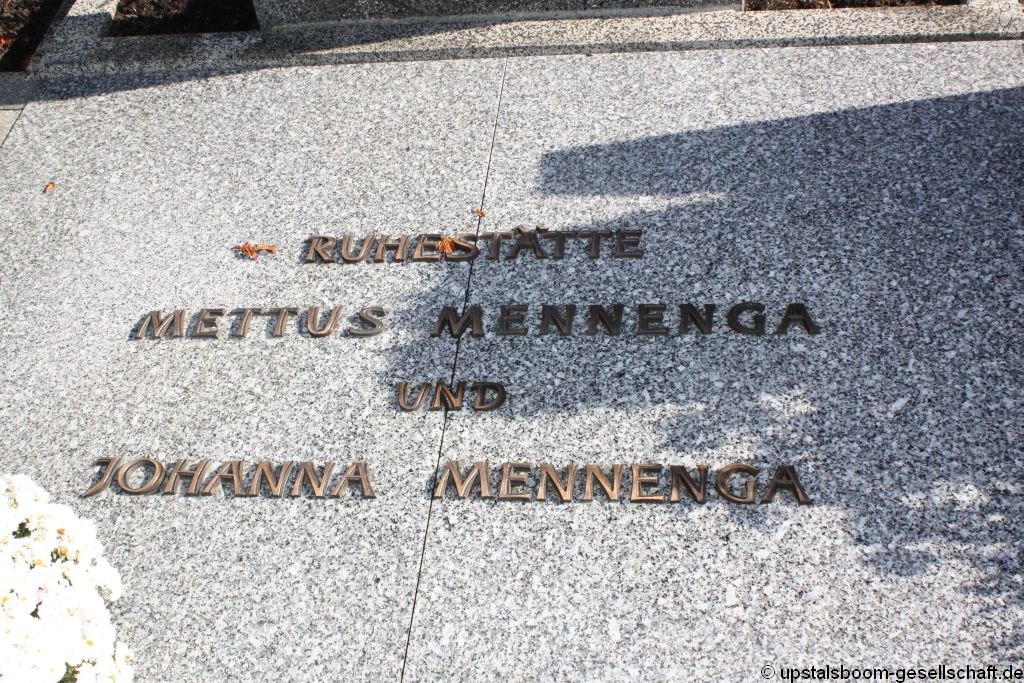 RUHESTÄTTE
METTUS MENNENGA
UND
JOHANNA MENNENGA
© upstalsboom-gesellschaft.de